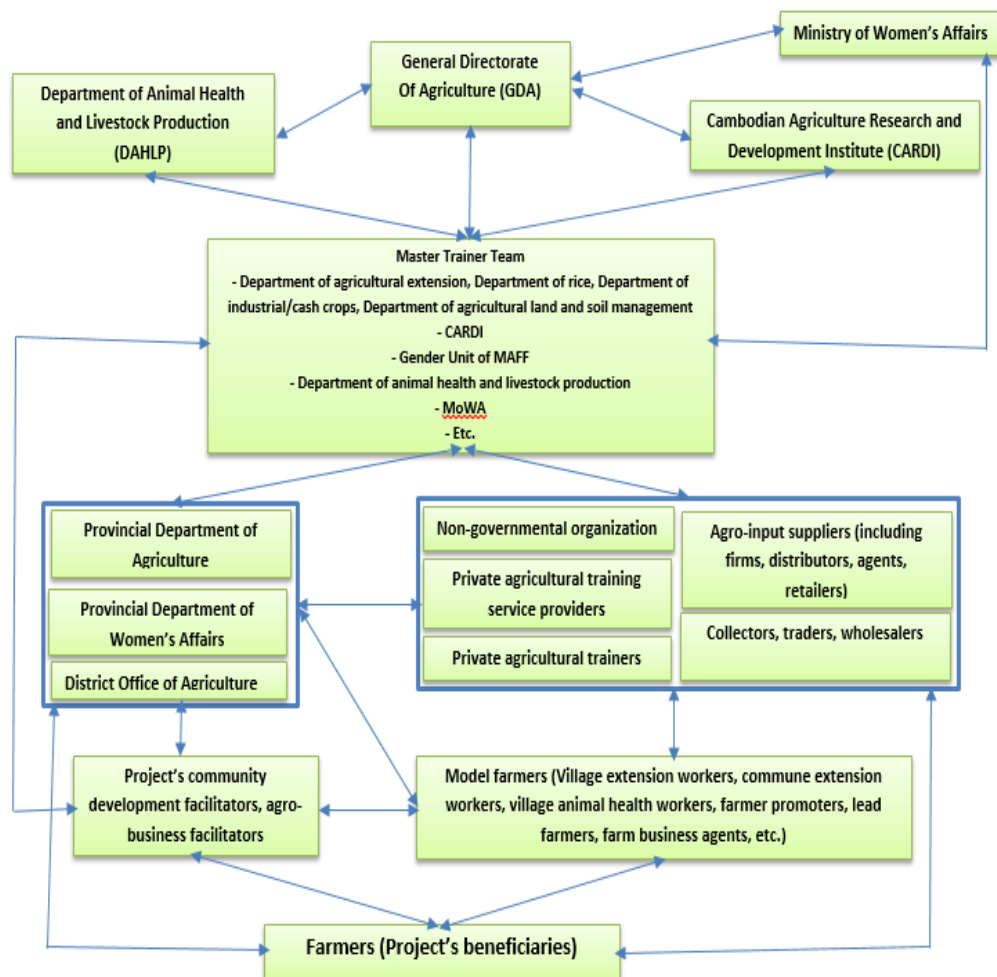 Ministry of Women's Affairs
General Directorate
Of Agriculture (GDA)
Department of Animal Health
and Livestock Production
(DAHLP)
Cambodian Agriculture Research and
Development Institute (CARDI)
Master Trainer Team
- Department of agricultural extension, Department of rice, Department of
industrial/cash crops, Department of agricultural land and soil management
- CARDI
- Gender Unit of MAFF
- Department of animal health and livestock production
- MoWA
- Etc.
Provincial Department of
Agriculture
Provincial Department of
Women's Affairs
District Office of Agriculture
Non-governmental organization
Private agricultural training
service providers
Private agricultural trainers
Agro-input suppliers (including
firms, distributors, agents,
retailers)
Collectors, traders, wholesalers
Project's community
development facilitators, agro-
business facilitators
Model farmers (Village extension workers, commune extension
workers, village animal health workers, farmer promoters, lead
farmers, farm business agents, etc.)
Farmers (Project's beneficiaries)